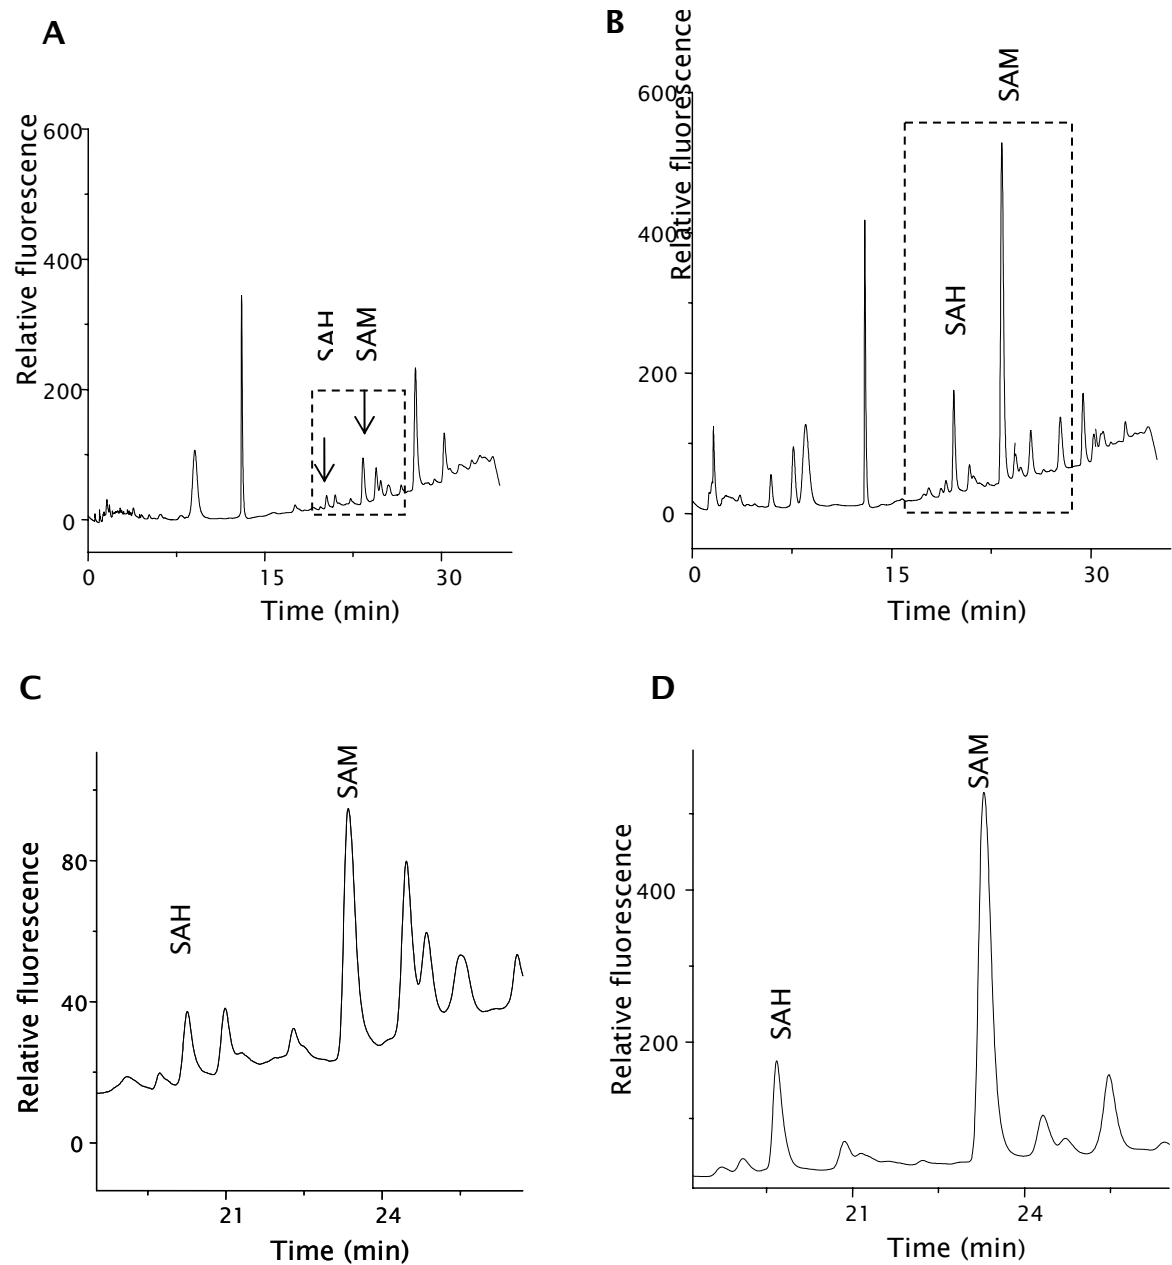 A
Relative fluorescence
600
400
200
0
SAH
SAM
0
15
30
Time (min)
B
Relative fluorescence
600
400
200
0
SAH
SAM
0
15
30
Time (min)
C
Relative fluorescence
80
40
0
SAH
SAM
21
24
Time (min)
D
Relative fluorescence
400
200
SAH
SAM
21
24
Time (min)